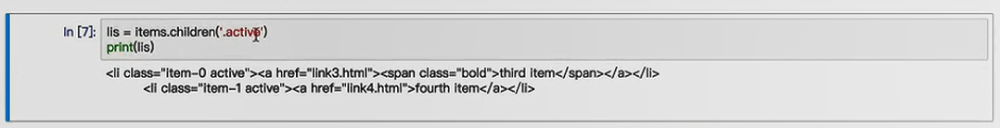 In [7]: lis = items.children('.active')
print(lis)
<li class="item-0 active"><a href="link3.html"><span class="bold">third item</span></a></li>
<li class="item-1 active"><a href="link4.html">fourth item</a></li>